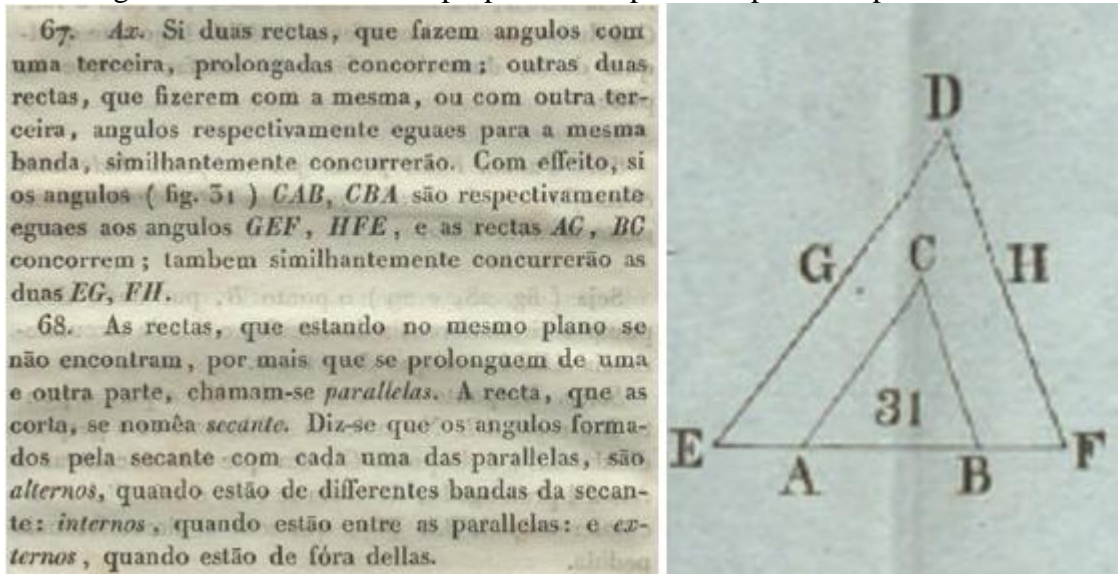 67. Ax. Si duas rectas, que fazem angulos com
uma terceira, prolongadas concorrem; outras duas
rectas, que fizerem com a mesma, ou com outra ter-
ceira, angulos respectivamente eguaes para a mesma
banda, similhantemente concurrerão. Com effeito, si
os angulos ( fig. 31 ) CAB, CBA são respectivamente
eguaes aos angulos GEF, HFE, e as rectas AC, BC
concorrem; tambem similhantemente concurrerão as
duas EG, FH.
68. As rectas, que estando no mesmo plano se
não encontram, por mais que se prolonguem de uma
e outra parte, chamam-se parallelas. A recta, que as
corta, se nomêa secante. Diz-se que os angulos forma-
dos pela secante com cada uma das parallelas, são
alternos, quando estão de differentes bandas da secan-
te: internos, quando estão entre as parallelas: e ex-
ternos, quando estão de fóra dellas.
D
G
C
H
31
E
A
B
F